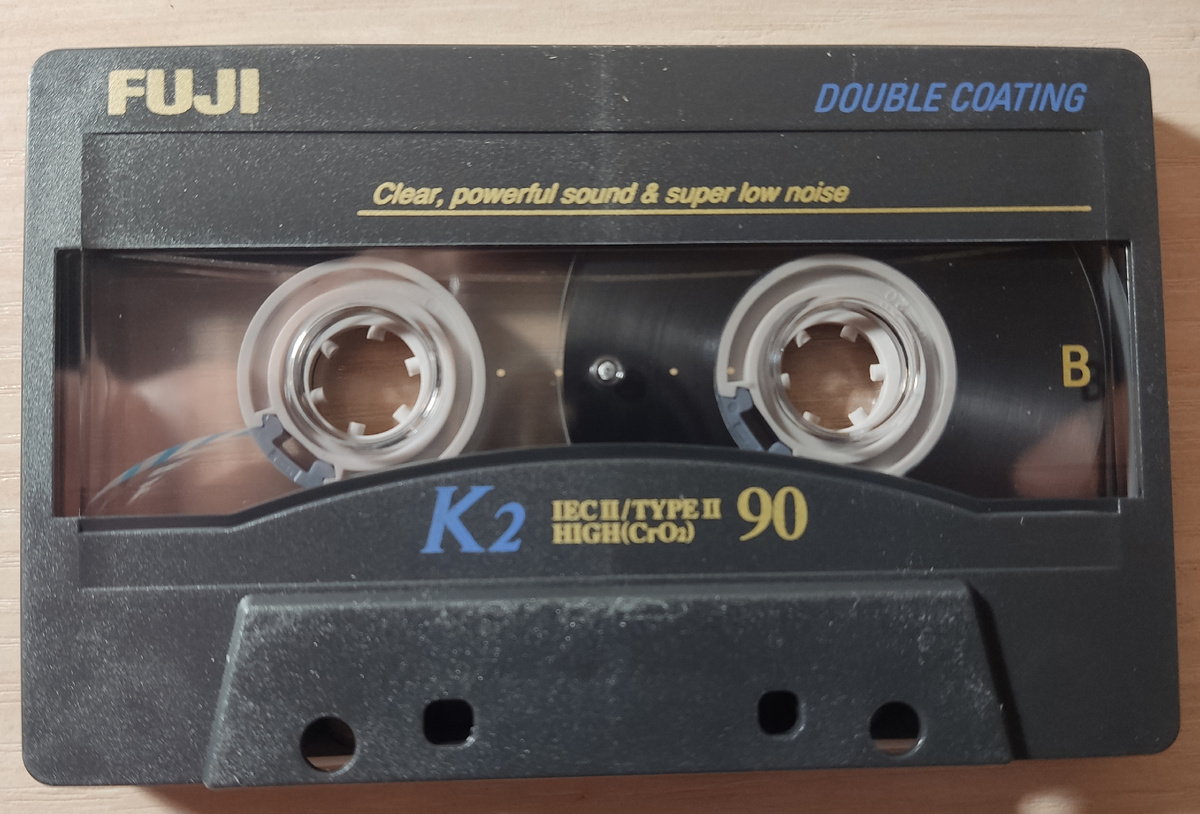 FUJI
DOUBLE COATING
Clear, powerful sound & super low noise
B
K2
IEC II/TYPE II
HIGH(CrO₂)
90